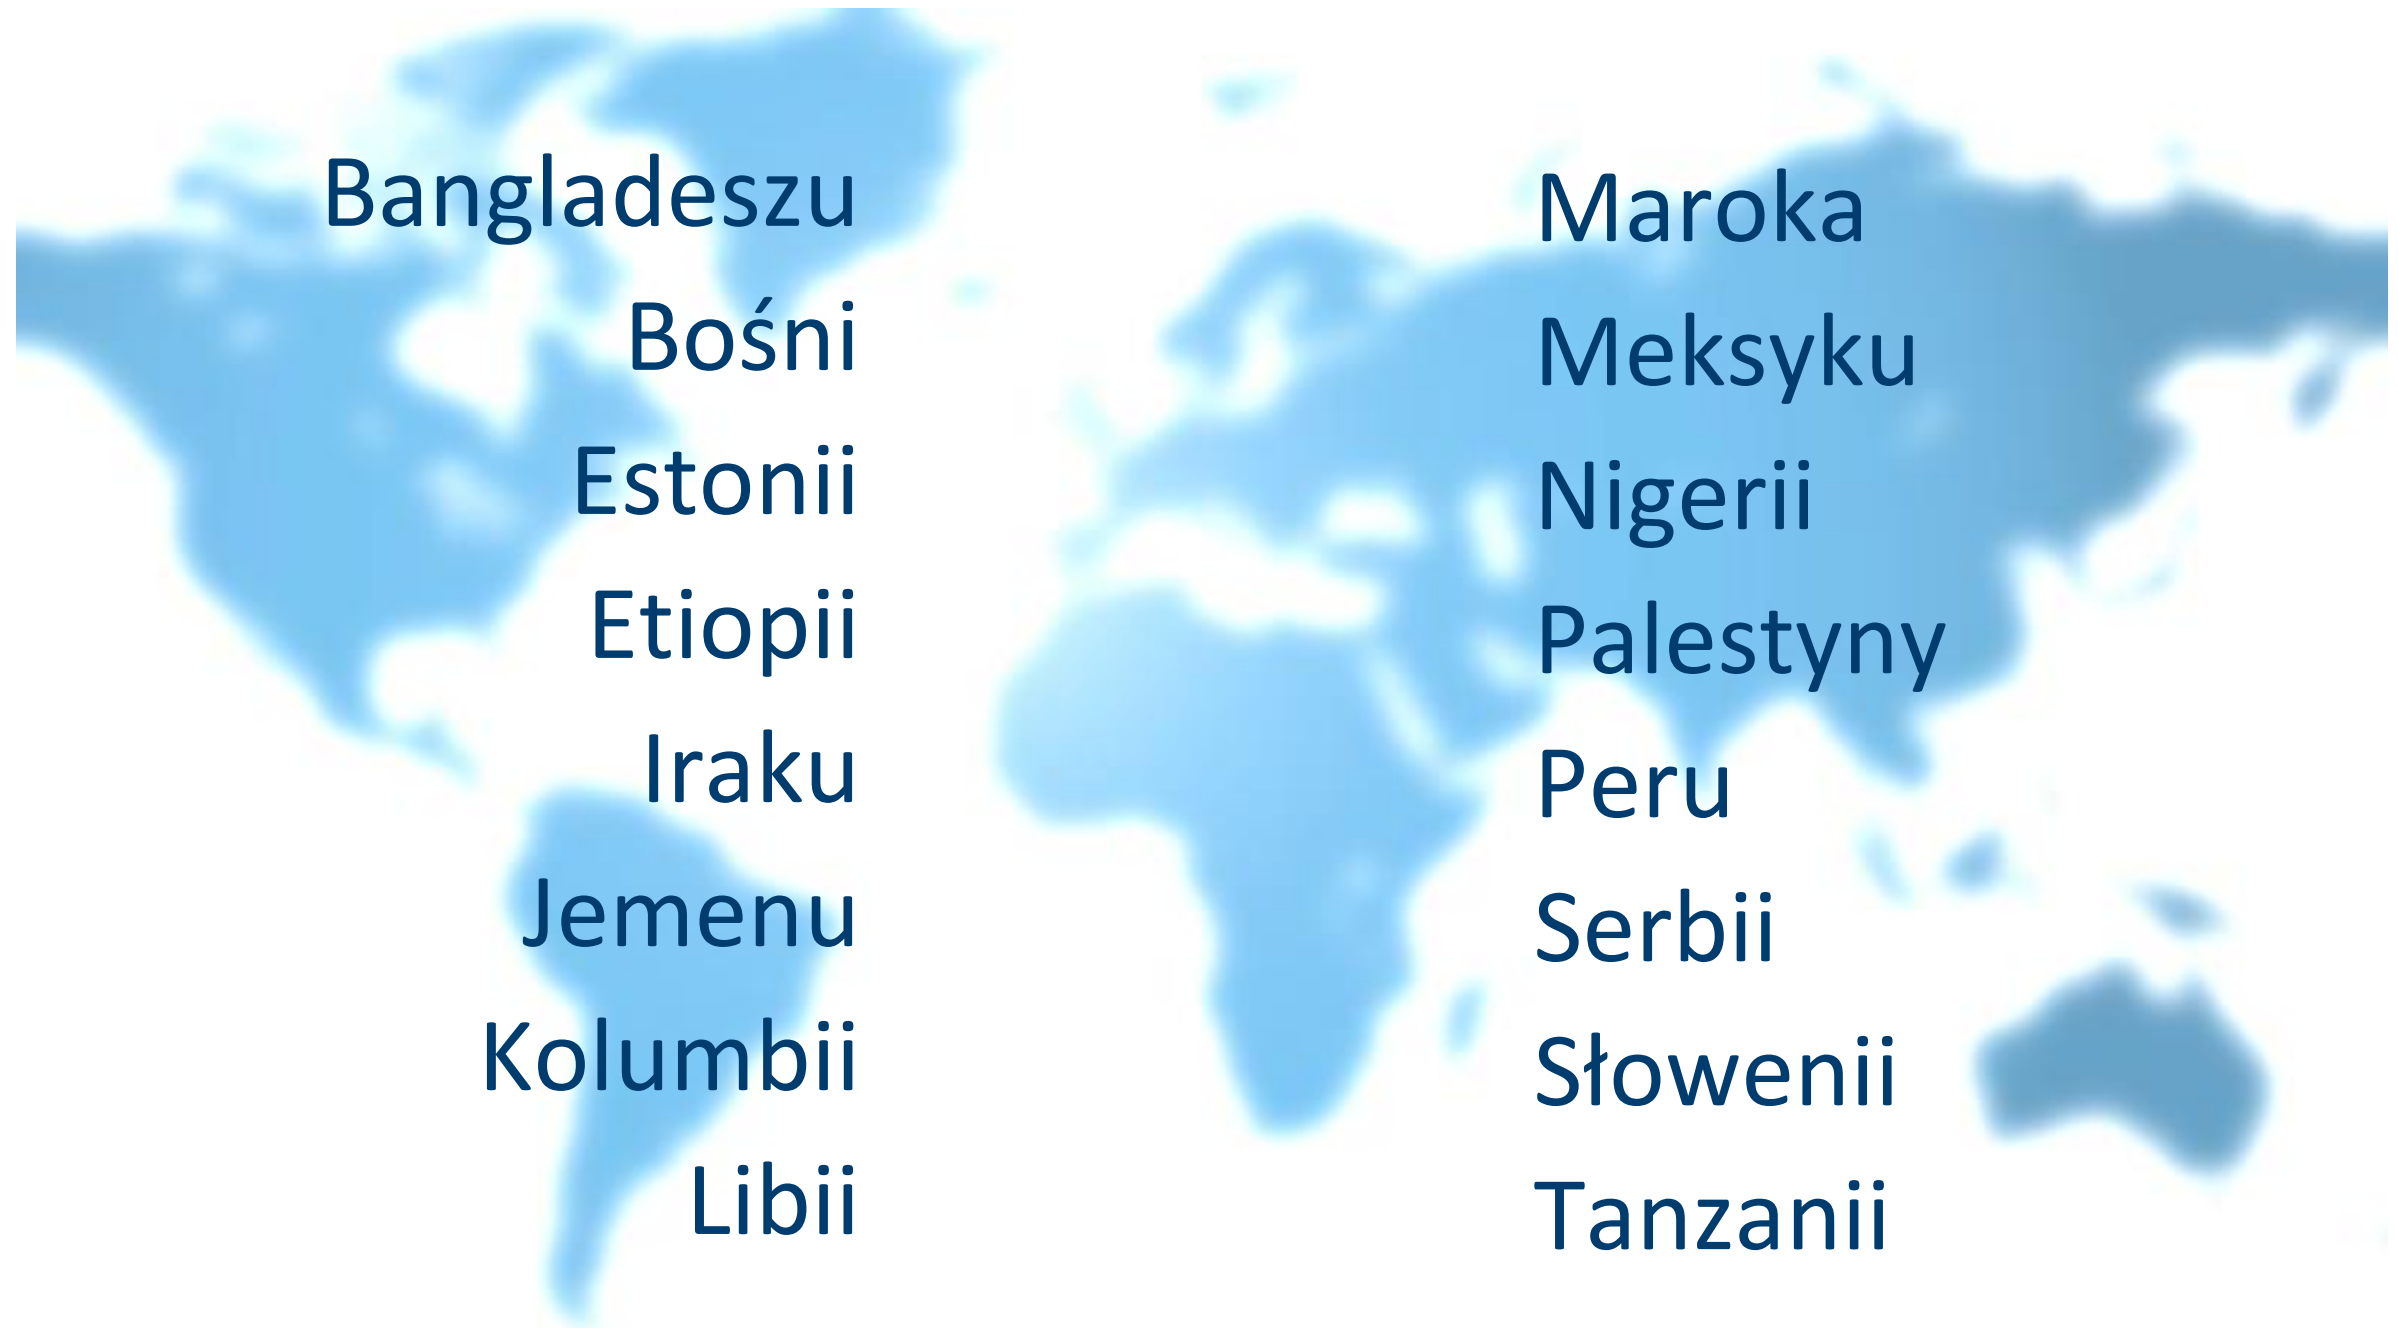 Bangladeszu
Bośni
Estonii
Etiopii
Iraku
Jemenu
Kolumbii
Libii
Maroka
Meksyku
Nigerii
Palestyny
Peru
Serbii
Słowenii
Tanzanii